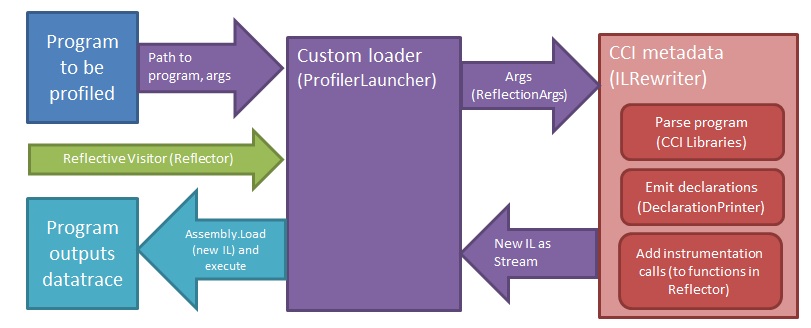 Program
to be
profiled
Path to
program, args
Custom loader
(ProfilerLauncher)
Args
(ReflectionArgs)
CCI metadata
(ILRewriter)
Parse program
(CCI Libraries)
Emit declarations
(DeclarationPrinter)
Add instrumentation
calls (to functions in
Reflector)
Reflective Visitor (Reflector)
Program
outputs
datatrace
Assembly.Load
(new IL) and
execute
New IL as
Stream